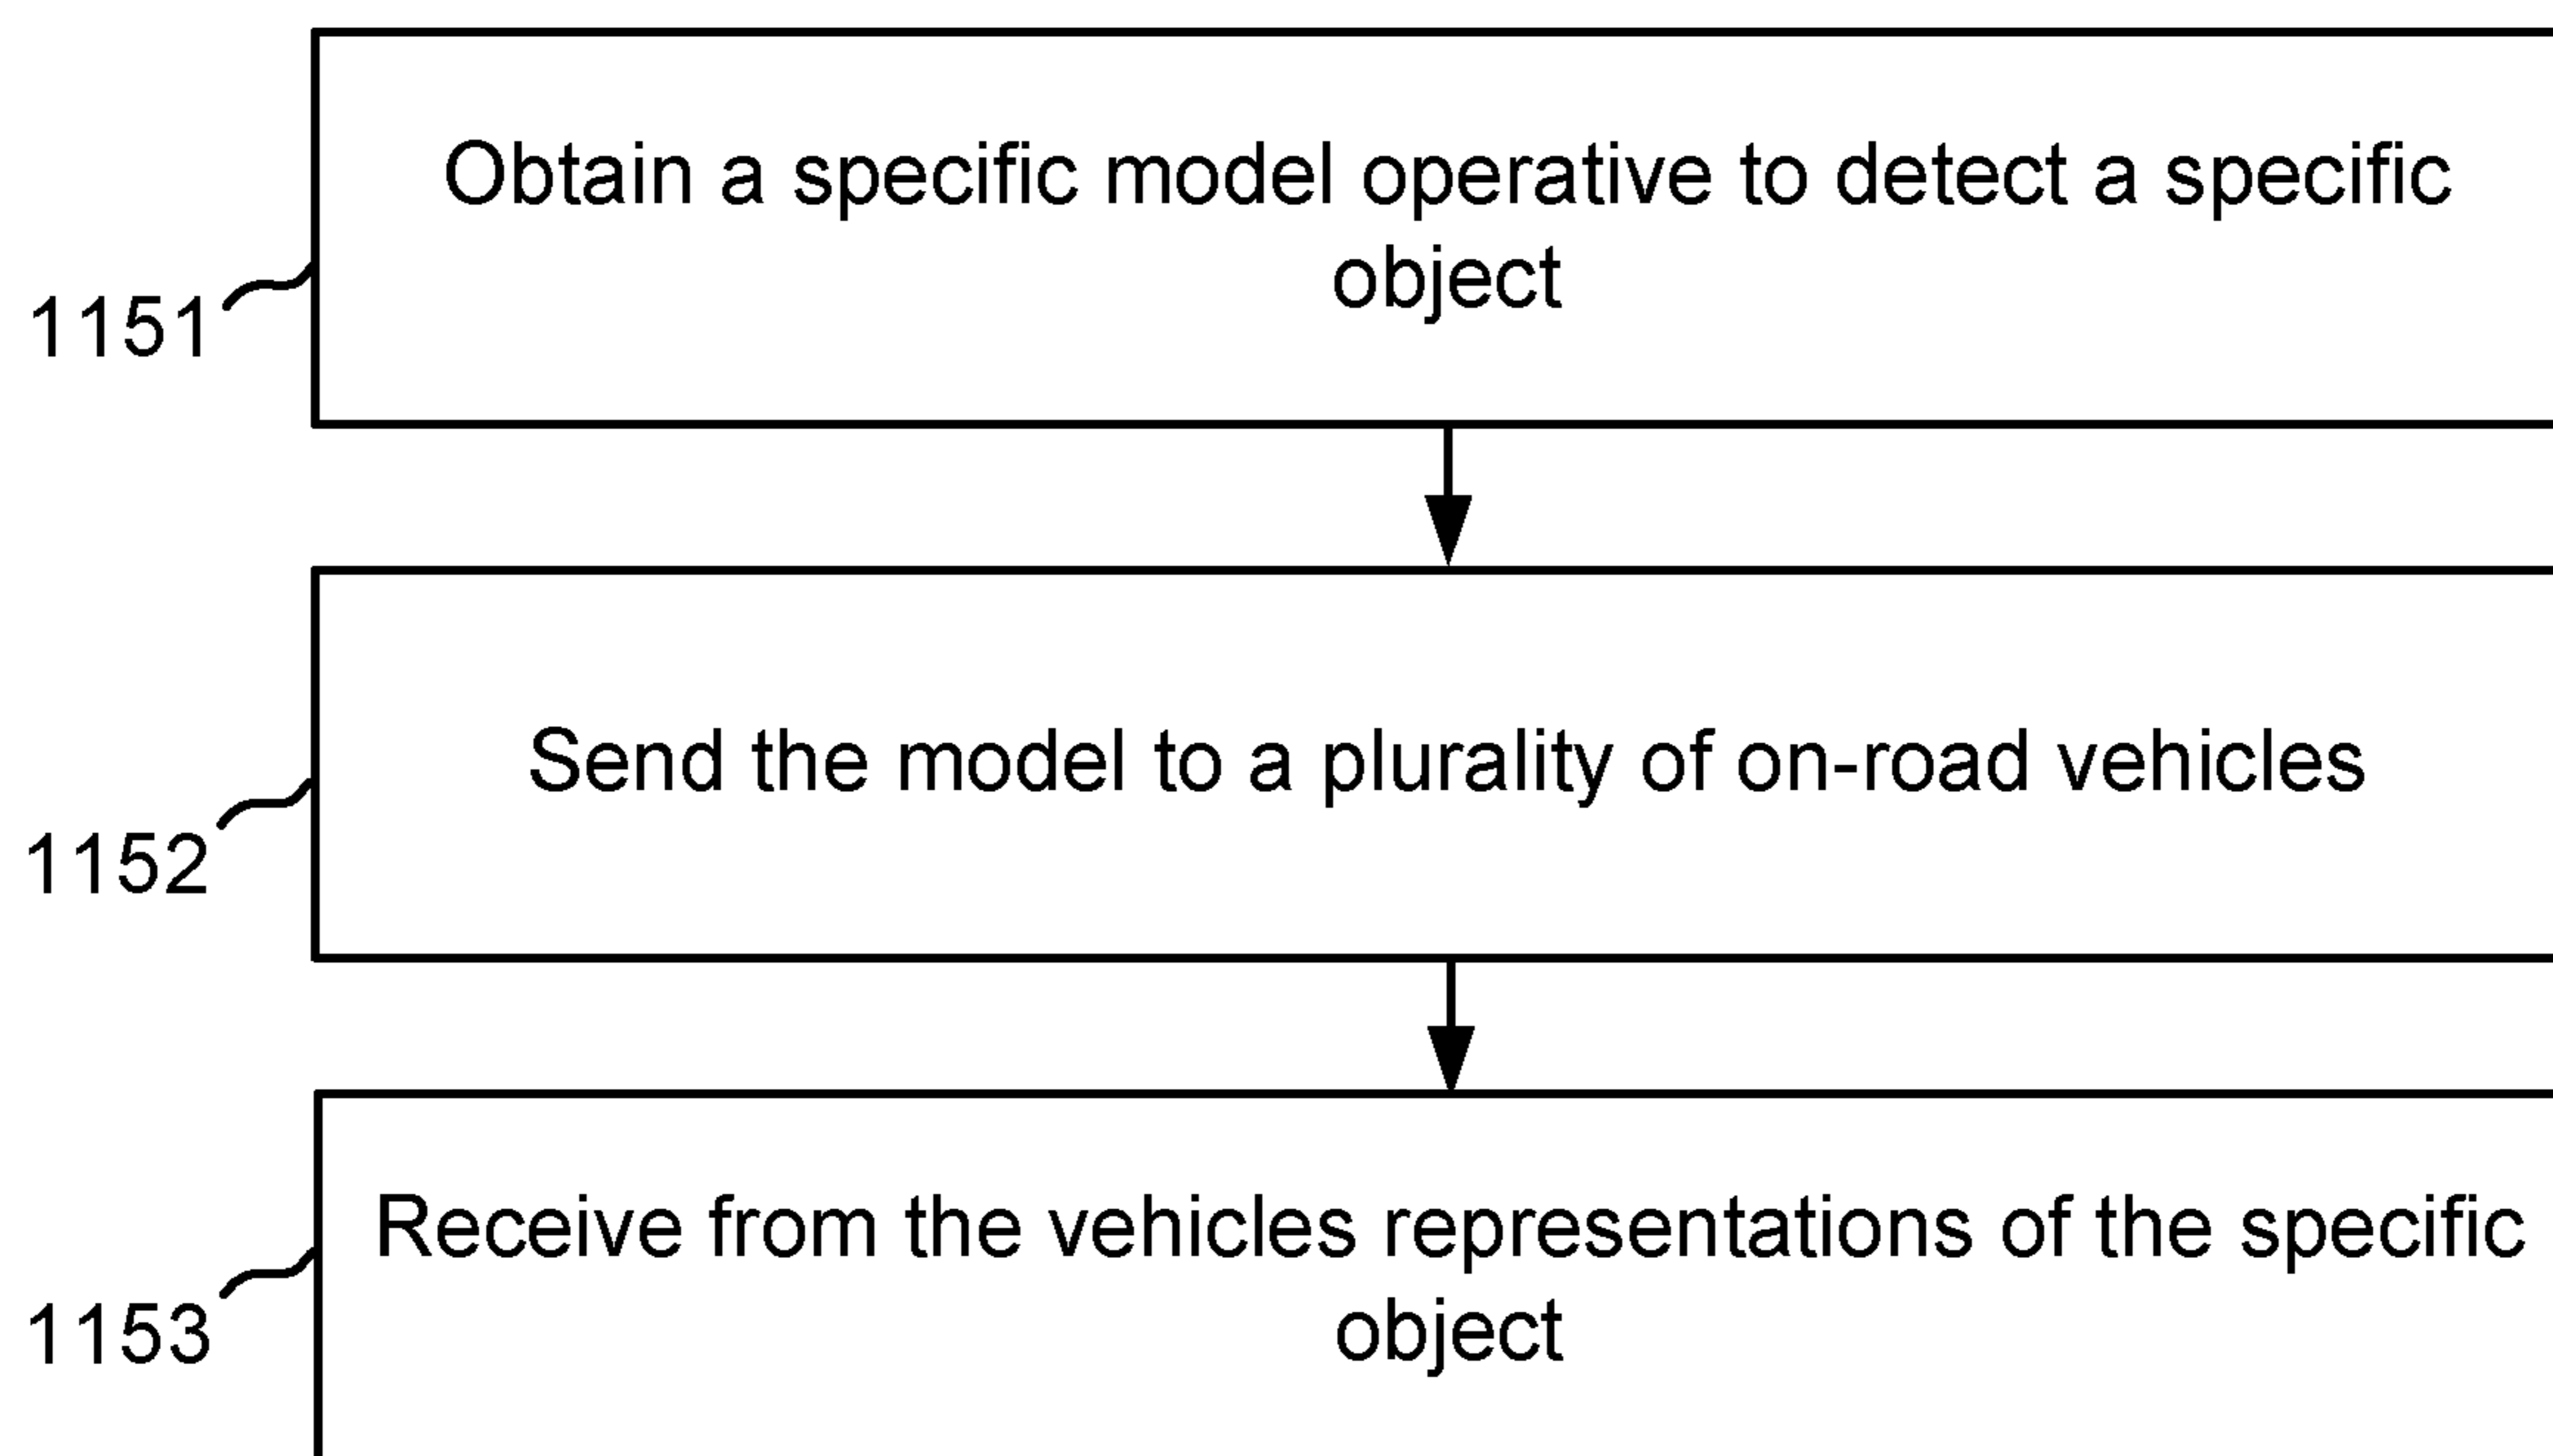 Obtain a specific model operative to detect a specific
object
1151
Send the model to a plurality of on-road vehicles
1152
Receive from the vehicles representations of the specific
object
1153